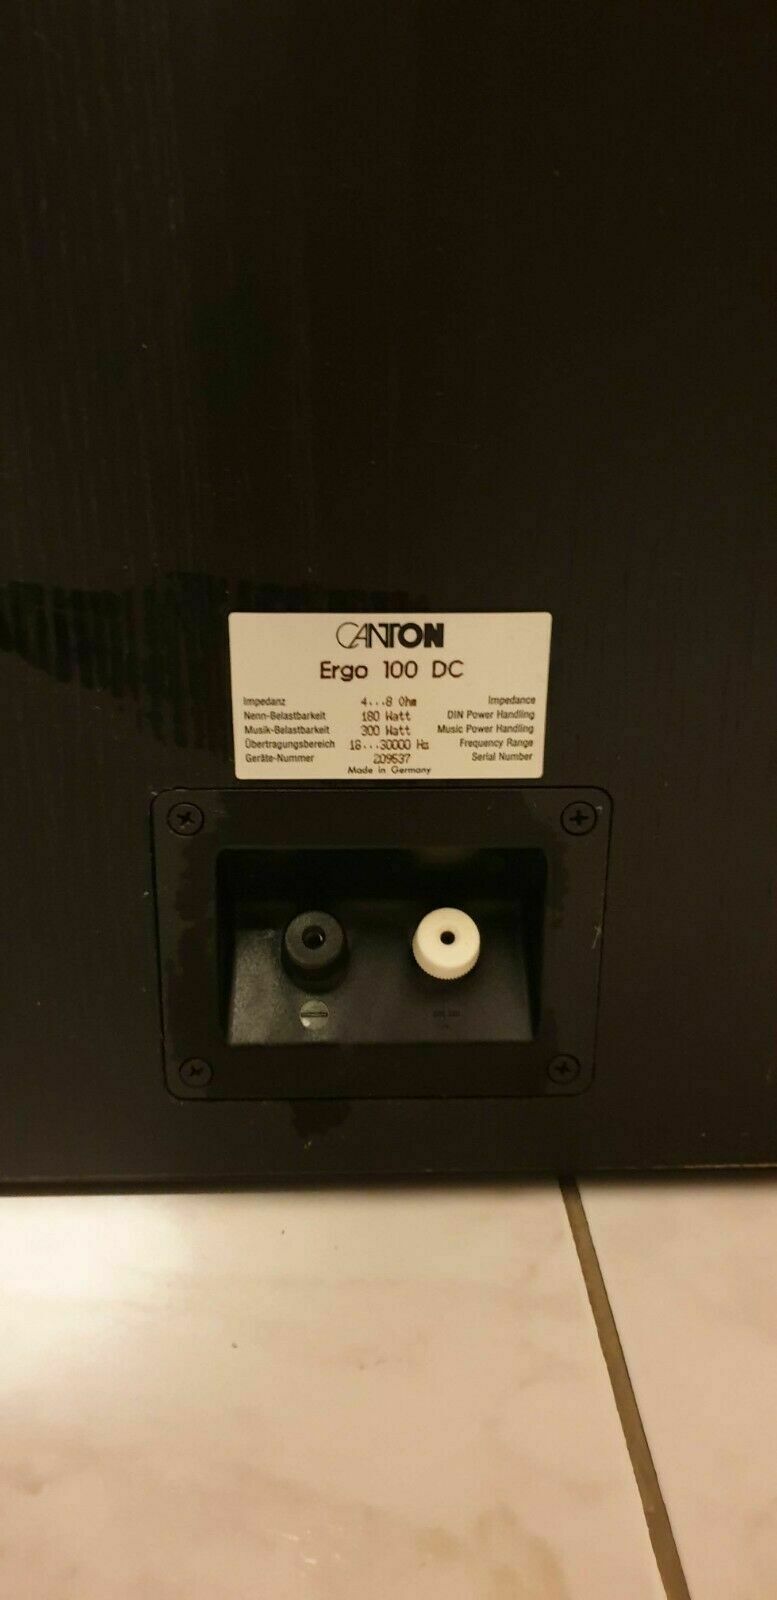 CANTON
Ergo 100 DC
Impedanz 4...8 Ohm Impedance
Nenn-Belastbarkeit 180 Watt DIN Power Handling
Musik-Belastbarkeit 300 Watt Music Power Handling
Übertragungsbereich 18...30000 Hz Frequency Range
Geräte-Nummer 209537 Serial Number
Made in Germany